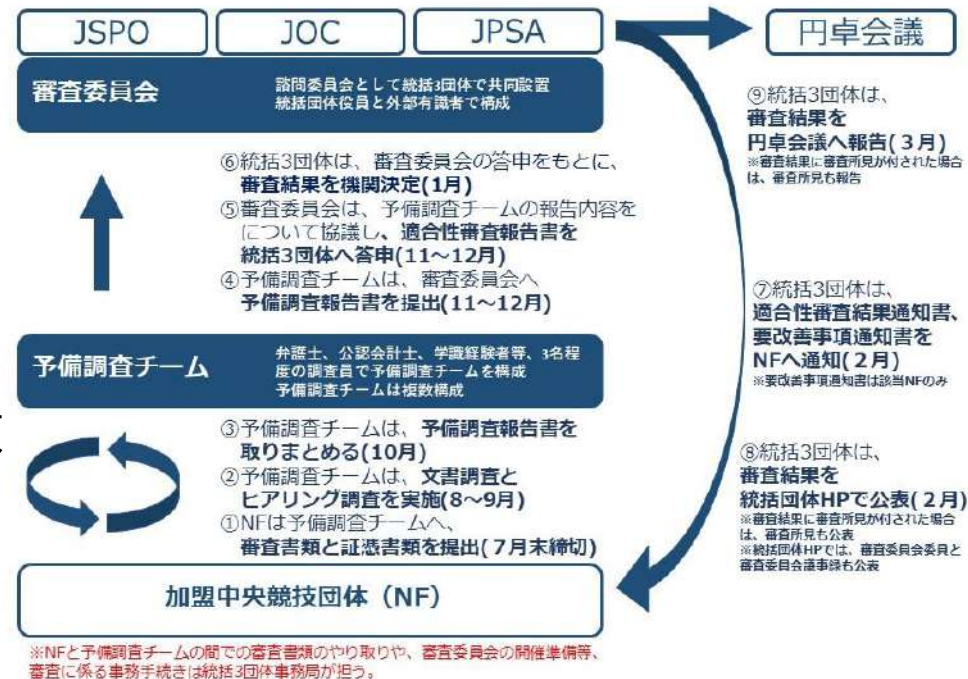 JSPO
JOC
JPSA
円卓会議
審査委員会
諮問委員会として統括3団体で共同設置
統括団体役員と外部有識者で構成
⑥統括3団体は、審査委員会の答申をもとに、
審査結果を機関決定(1月)
⑤審査委員会は、予備調査チームの報告内容を
について協議し、適合性審査報告書を
統括3団体へ答申(11～12月)
④予備調査チームは、審査委員会へ
予備調査報告書を提出(11～12月)
予備調査チーム
弁護士、公認会計士、学識経験者等、3名程
度の調査員で予備調査チームを構成
予備調査チームは複数構成
③予備調査チームは、予備調査報告書を
取りまとめる(10月)
②予備調査チームは、文書調査と
ヒアリング調査を実施(8～9月)
①NFは予備調査チームへ、
審査書類と証憑書類を提出(7月末締切)
加盟中央競技団体（NF）
※NFと予備調査チームの間での審査書類のやり取りや、審査委員会の開催準備等、
審査に係る事務手続きは統括3団体事務局が担う。
⑨統括3団体は、
審査結果を
円卓会議へ報告(３月)
※審査結果に審査所見が付された場合
は、審査所見も報告
⑦統括3団体は、
適合性審査結果通知書、
要改善事項通知書を
NFへ通知(２月)
※要改善事項通知書は該当NFのみ
⑧統括3団体は、
審査結果を
統括団体HPで公表(２月)
※審査結果に審査所見が付された場合
は、審査所見も公表
※統括団体HPでは、審査委員会委員と
審査委員会議事録も公表